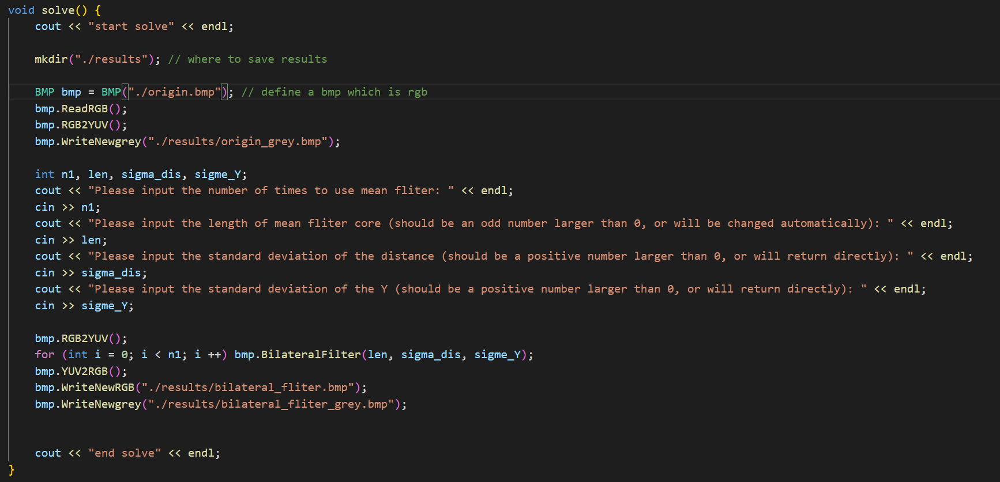 void solve() {
    cout << "start solve" << endl;

    mkdir("./results"); // where to save results

    BMP bmp = BMP("./origin.bmp"); // define a bmp which is rgb
    bmp.ReadRGB();
    bmp.RGB2YUV();
    bmp.WriteNewgrey("./results/origin_grey.bmp");

    int n1, len, sigma_dis, sigme_Y;
    cout << "Please input the number of times to use mean fliter: " << endl;
    cin >> n1;
    cout << "Please input the length of mean fliter core (should be an odd number larger than 0, or will be changed automatically): " << endl;
    cin >> len;
    cout << "Please input the standard deviation of the distance (should be a positive number larger than 0, or will return directly): " << endl;
    cin >> sigma_dis;
    cout << "Please input the standard deviation of the Y (should be a positive number larger than 0, or will return directly): " << endl;
    cin >> sigme_Y;

    bmp.RGB2YUV();
    for (int i = 0; i < n1; i ++) bmp.BilateralFilter(len, sigma_dis, sigme_Y);
    bmp.YUV2RGB();
    bmp.WriteNewRGB("./results/bilateral_fliter.bmp");
    bmp.WriteNewgrey("./results/bilateral_fliter_grey.bmp");


    cout << "end solve" << endl;
}